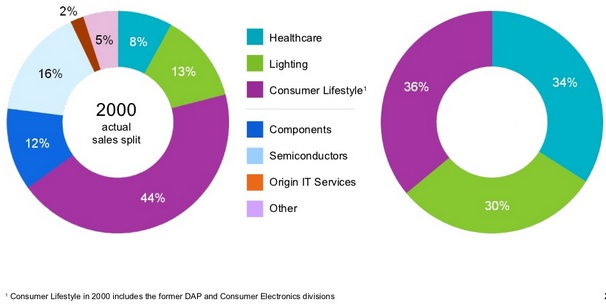 2%
5%
8%
13%
16%
12%
44%
2000
actual
sales split
Healthcare
Lighting
Consumer Lifestyle¹
Components
Semiconductors
Origin IT Services
Other
36%
34%
30%
¹ Consumer Lifestyle in 2000 includes the former DAP and Consumer Electronics divisions